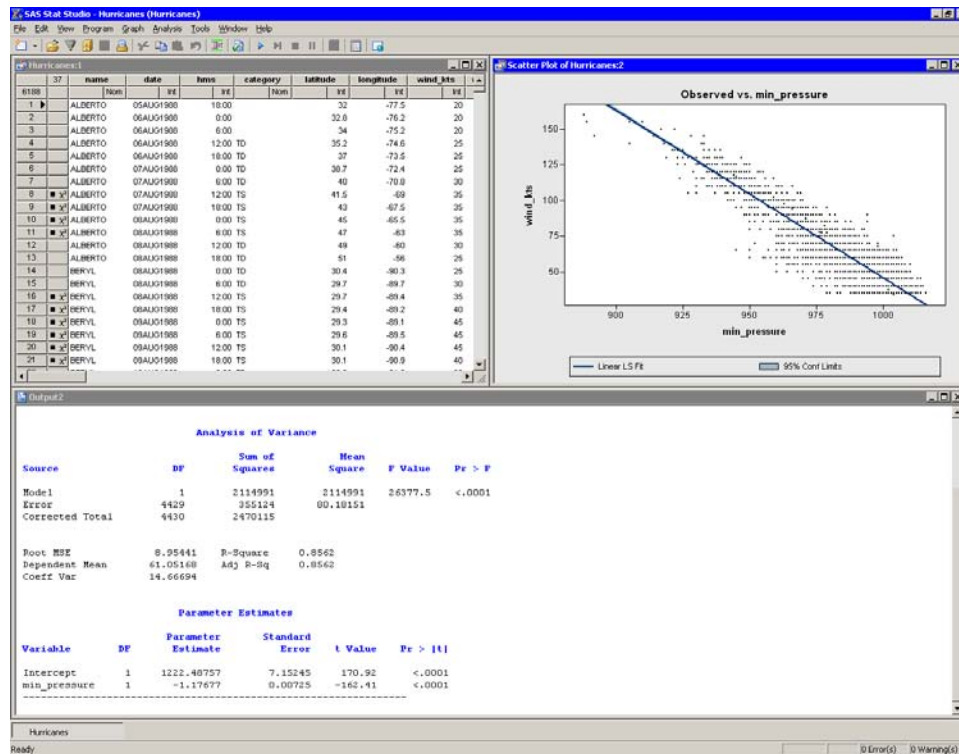 SAS Stat Studio - Hurricanes (Hurricanes)
File Edit View Program Graph Analysis Tools Window Help
Hurricanes:1
37 name date hms category latitude longitude wind_kts
6188 Nom Int Int Nom Int Int Int
1 ALBERTO 05AUG1988 18:00 32 -77.5 20
2 ALBERTO 06AUG1988 0:00 32.8 -76.2 20
3 ALBERTO 06AUG1988 6:00 34 -75.2 20
4 ALBERTO 06AUG1988 12:00 TD 35.2 -74.6 25
5 ALBERTO 06AUG1988 18:00 TD 37 -73.5 25
6 ALBERTO 07AUG1988 0:00 TD 38.7 -72.4 25
7 ALBERTO 07AUG1988 6:00 TD 40 -70.8 30
8 χ² ALBERTO 07AUG1988 12:00 TS 41.5 -69 35
9 χ² ALBERTO 07AUG1988 18:00 TS 43 -67.5 35
10 χ² ALBERTO 08AUG1988 0:00 TS 45 -65.5 35
11 χ² ALBERTO 08AUG1988 6:00 TS 47 -63 35
12 ALBERTO 08AUG1988 12:00 TD 49 -60 30
13 ALBERTO 08AUG1988 18:00 TD 51 -56 25
14 BERYL 08AUG1988 0:00 TD 30.4 -90.3 25
15 BERYL 08AUG1988 6:00 TD 29.7 -89.7 30
16 χ² BERYL 08AUG1988 12:00 TS 29.7 -89.4 35
17 χ² BERYL 08AUG1988 18:00 TS 29.4 -89.2 40
18 χ² BERYL 09AUG1988 0:00 TS 29.3 -89.1 45
19 χ² BERYL 09AUG1988 6:00 TS 29.6 -89.5 45
20 χ² BERYL 09AUG1988 12:00 TS 30.1 -90.4 45
21 χ² BERYL 09AUG1988 18:00 TS 30.1 -90.9 40
Scatter Plot of Hurricanes:2
Observed vs. min_pressure
wind_kts
150
125
100
75
50
900 925 950 975 1000
min_pressure
Linear LS Fit 95% Conf Limits
Output2
Analysis of Variance
Sum of Mean
Source DF Squares Square F Value Pr > F
Model 1 2114991 2114991 26377.5 <.0001
Error 4429 355124 80.18151
Corrected Total 4430 2470115
Root MSE 8.95441 R-Square 0.8562
Dependent Mean 61.05168 Adj R-Sq 0.8562
Coeff Var 14.66694
Parameter Estimates
Parameter Standard
Variable DF Estimate Error t Value Pr > |t|
Intercept 1 1222.48757 7.15245 170.92 <.0001
min_pressure 1 -1.17677 0.00725 -162.41 <.0001
Hurricanes
Ready 0 Error(s) 0 Warning(s)